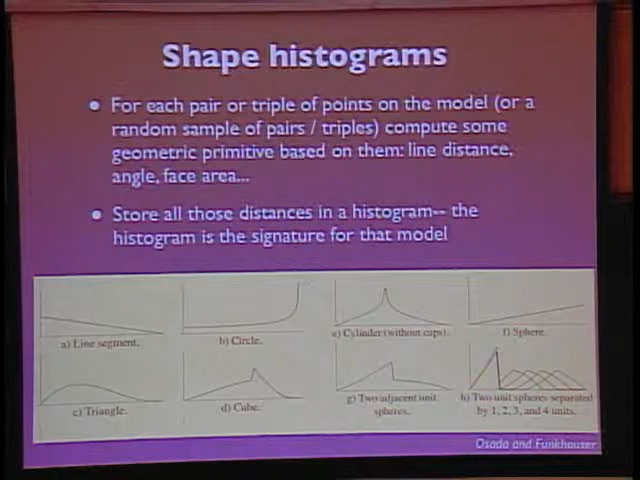 Shape histograms
• For each pair or triple of points on the model (or a
random sample of pairs / triples) compute some
geometric primitive based on them: line distance,
angle, face area...
• Store all those distances in a histogram-- the
histogram is the signature for that model
a) Line segment.
b) Circle.
e) Cylinder (without caps).
f) Sphere.
c) Triangle.
d) Cube.
g) Two adjacent unit
spheres.
h) Two unit spheres separated
by 1, 2, 3, and 4 units.
Osada and Funkhouser